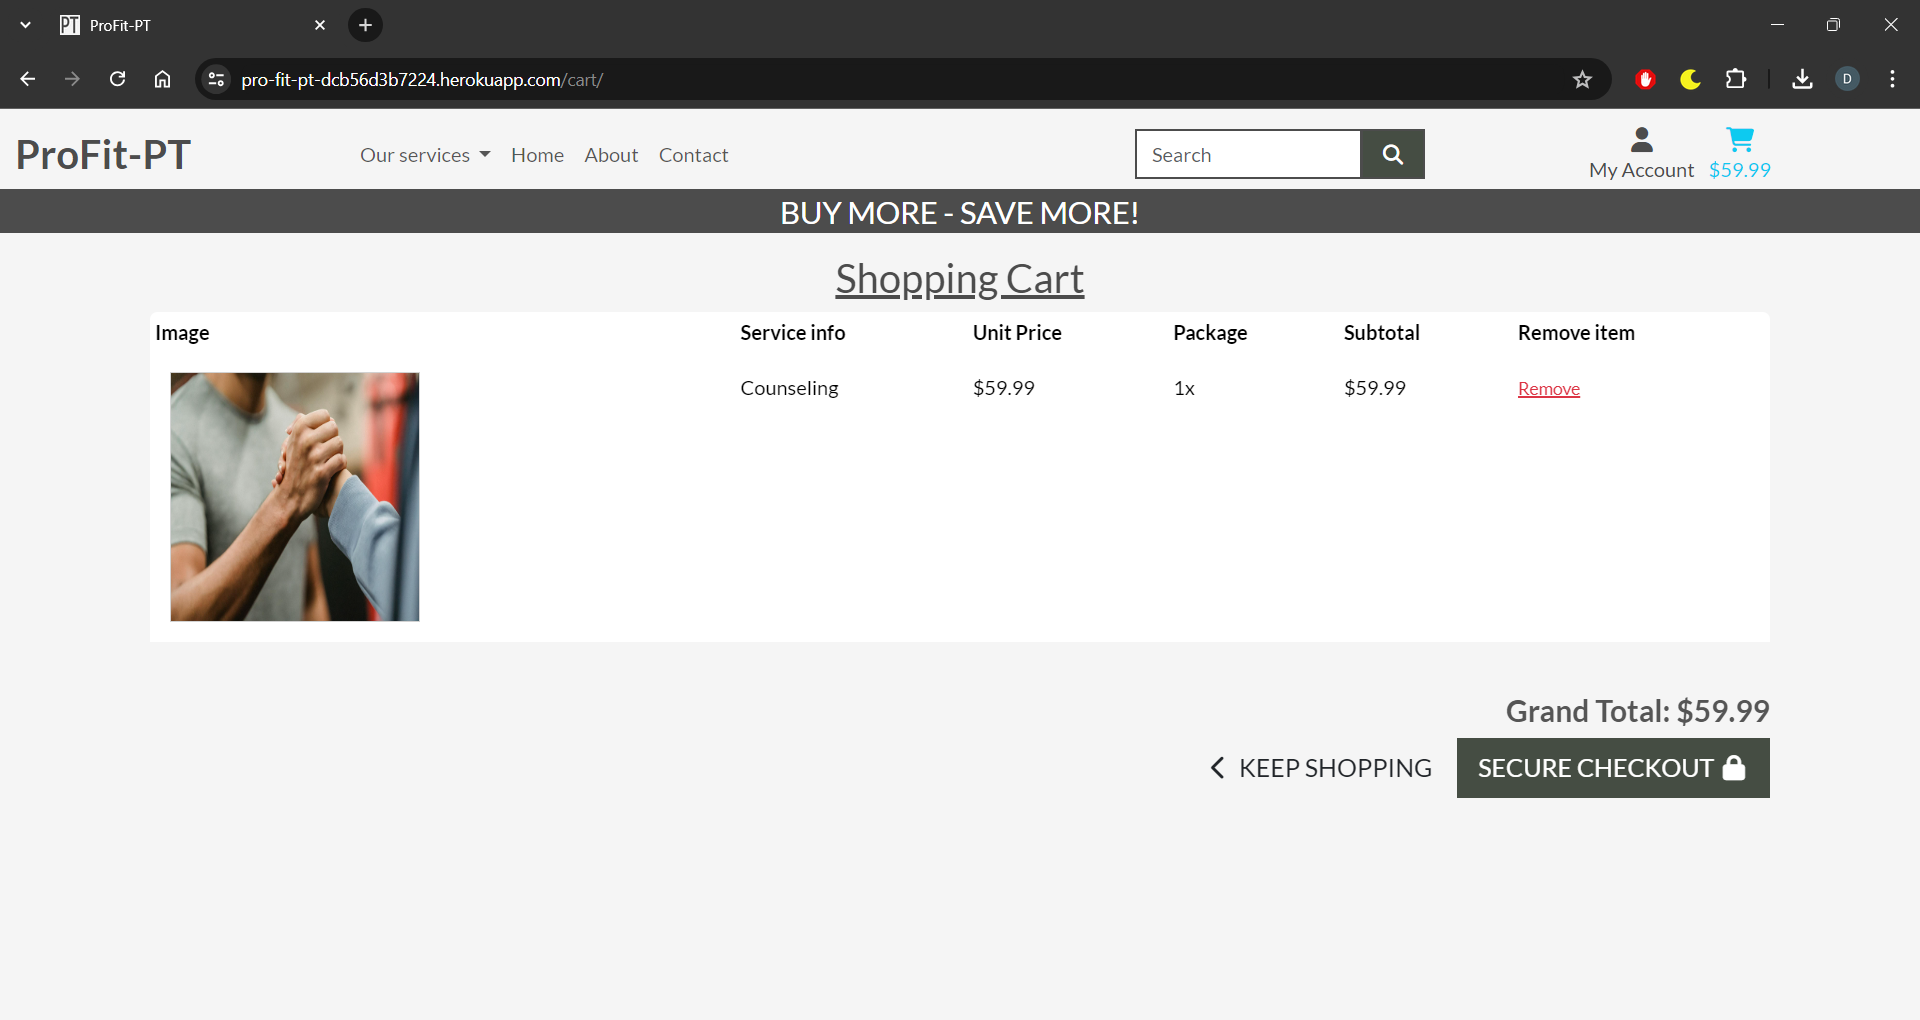 PT ProFit-PT
pro-fit-pt-dcb56d3b7224.herokuapp.com/cart/
D
ProFit-PT
Our services Home About Contact
Search
My Account $59.99
BUY MORE - SAVE MORE!
Shopping Cart
Image Service info Unit Price Package Subtotal Remove item
Counseling $59.99 1x $59.99 Remove
Grand Total: $59.99
KEEP SHOPPING SECURE CHECKOUT